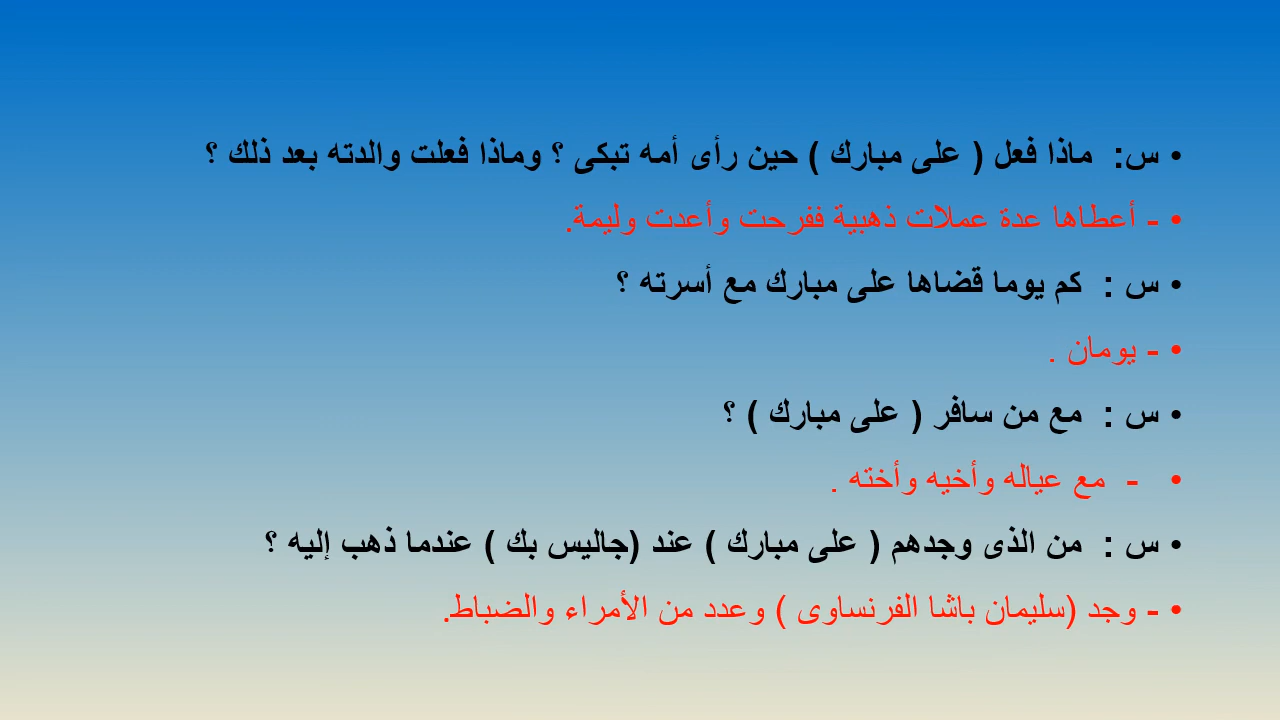 • س: ماذا فعل ( على مبارك ) حين رأى أمه تبكى ؟ وماذا فعلت والدته بعد ذلك ؟
• - أعطاها عدة عملات ذهبية ففرحت وأعدت وليمة.
• س : كم يوما قضاها على مبارك مع أسرته ؟
• - يومان .
• س : مع من سافر ( على مبارك ) ؟
• - مع عياله وأخيه وأخته .
• س : من الذى وجدهم ( على مبارك ) عند (جاليس بك ) عندما ذهب إليه ؟
• - وجد (سليمان باشا الفرنساوى ) وعدد من الأمراء والضباط.